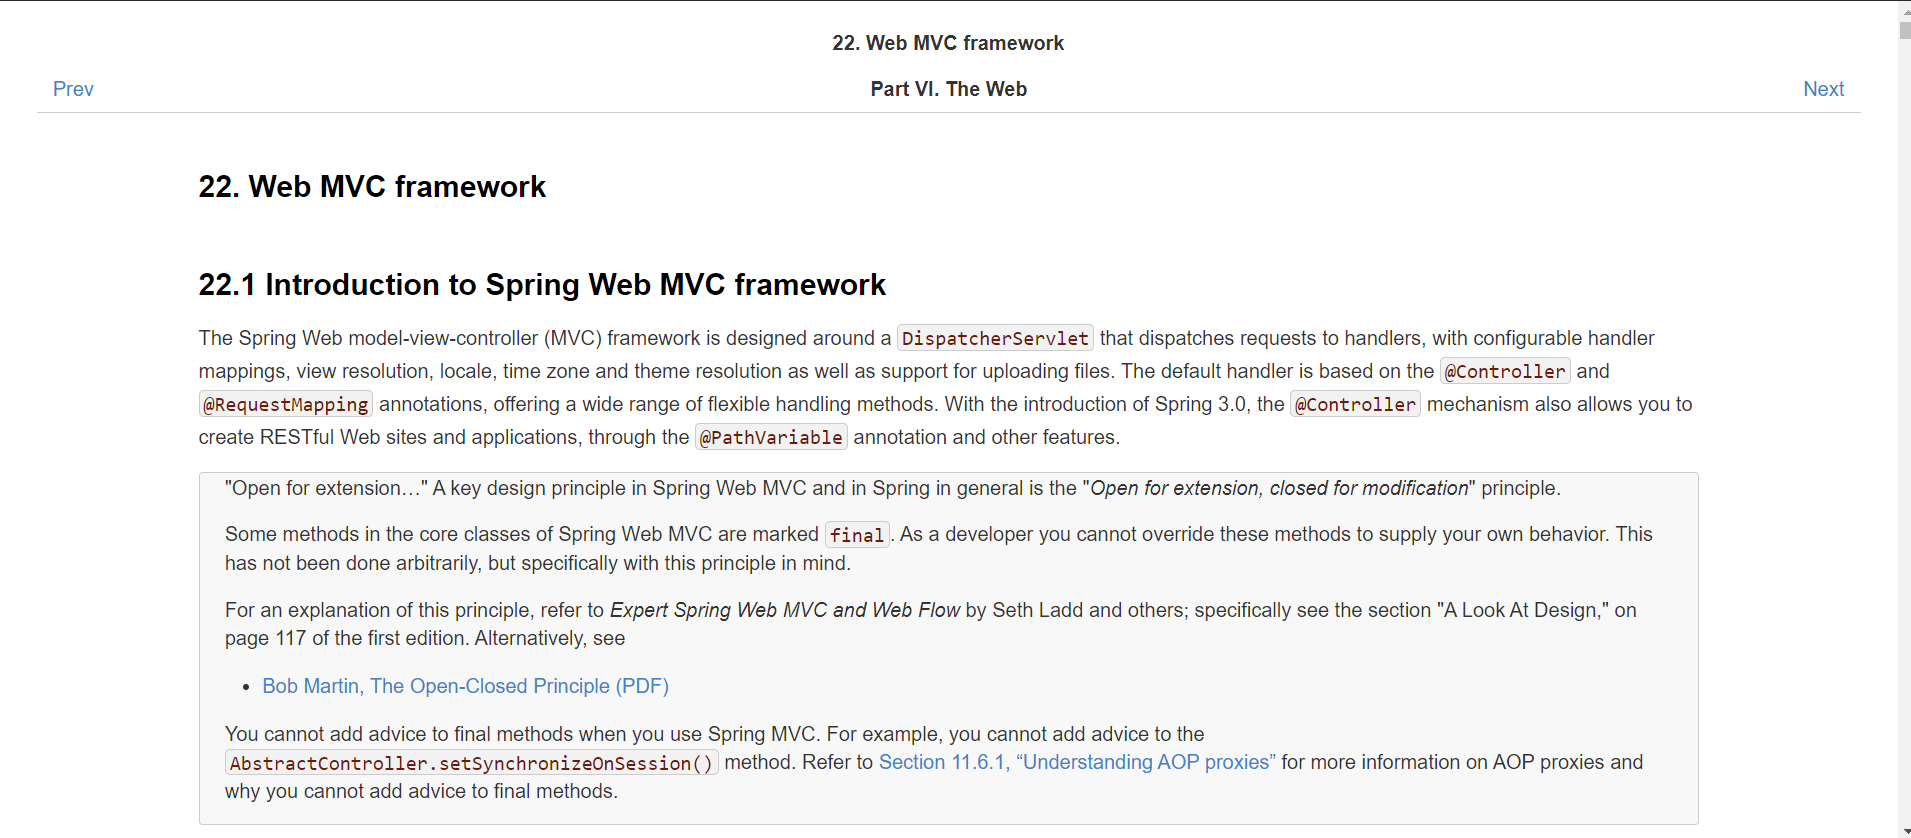 22. Web MVC framework
Prev
Part VI. The Web
Next
22. Web MVC framework
22.1 Introduction to Spring Web MVC framework
The Spring Web model-view-controller (MVC) framework is designed around a DispatcherServlet that dispatches requests to handlers, with configurable handler
mappings, view resolution, locale, time zone and theme resolution as well as support for uploading files. The default handler is based on the @Controller and
@RequestMapping annotations, offering a wide range of flexible handling methods. With the introduction of Spring 3.0, the @Controller mechanism also allows you to
create RESTful Web sites and applications, through the @PathVariable annotation and other features.
"Open for extension…" A key design principle in Spring Web MVC and in Spring in general is the "Open for extension, closed for modification" principle.
Some methods in the core classes of Spring Web MVC are marked final. As a developer you cannot override these methods to supply your own behavior. This
has not been done arbitrarily, but specifically with this principle in mind.
For an explanation of this principle, refer to Expert Spring Web MVC and Web Flow by Seth Ladd and others; specifically see the section "A Look At Design," on
page 117 of the first edition. Alternatively, see
• Bob Martin, The Open-Closed Principle (PDF)
You cannot add advice to final methods when you use Spring MVC. For example, you cannot add advice to the
AbstractController.setSynchronizeOnSession() method. Refer to Section 11.6.1, “Understanding AOP proxies” for more information on AOP proxies and
why you cannot add advice to final methods.